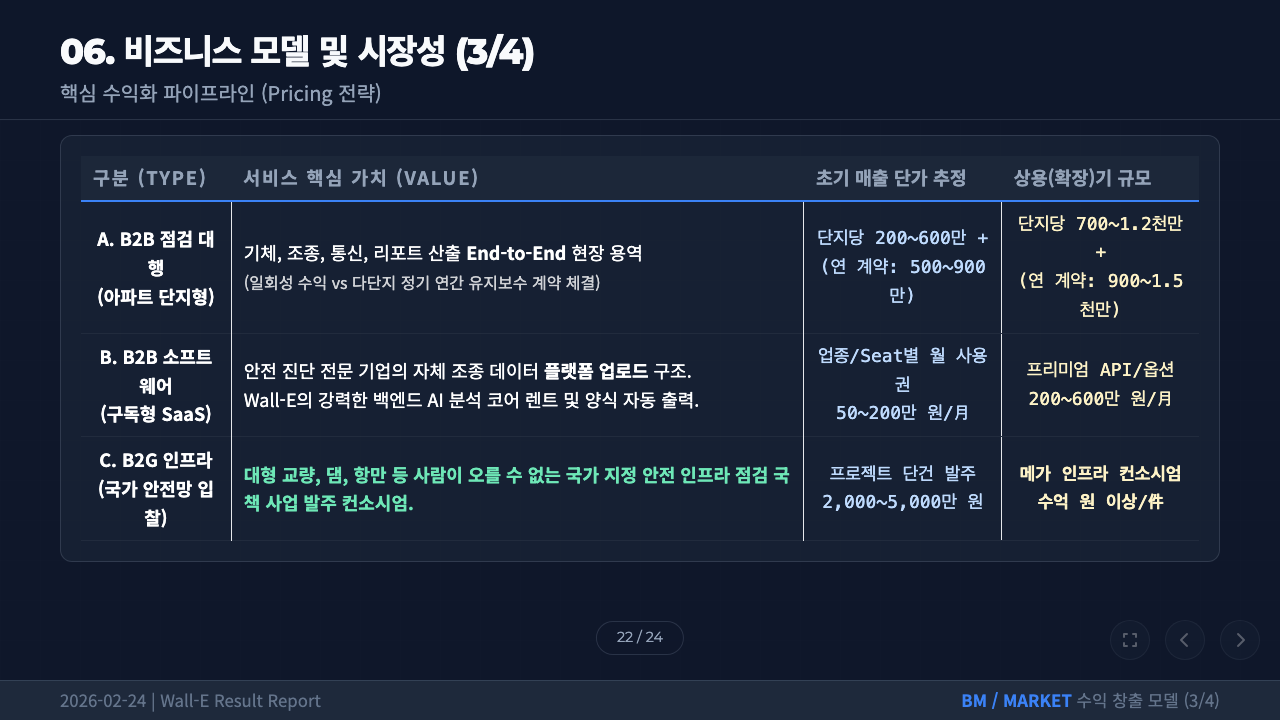 06. 비즈니스 모델 및 시장성 (3/4)
핵심 수익화 파이프라인 (Pricing 전략)
구분 (TYPE)
서비스 핵심 가치 (VALUE)
초기 매출 단가 추정
상용(확장)기 규모
A. B2B 점검 대
행
(아파트 단지형)
기체, 조종, 통신, 리포트 산출 End-to-End 현장 용역
(일회성 수익 vs 다단지 정기 연간 유지보수 계약 체결)
단지당 200~600만 +
(연 계약: 500~900
만)
단지당 700~1.2천만
+
(연 계약: 900~1.5
천만)
B. B2B 소프트
웨어
(구독형 SaaS)
안전 진단 전문 기업의 자체 조종 데이터 플랫폼 업로드 구조.
Wall-E의 강력한 백엔드 AI 분석 코어 렌트 및 양식 자동 출력.
업종/Seat별 월 사용
권
50~200만 원/月
프리미엄 API/옵션
200~600만 원/月
C. B2G 인프라
(국가 안전망 입
찰)
대형 교량, 댐, 항만 등 사람이 오를 수 없는 국가 지정 안전 인프라 점검 국
책 사업 발주 컨소시엄.
프로젝트 단건 발주
2,000~5,000만 원
메가 인프라 컨소시엄
수억 원 이상/件
22 / 24
2026-02-24 | Wall-E Result Report
BM / MARKET 수익 창출 모델 (3/4)